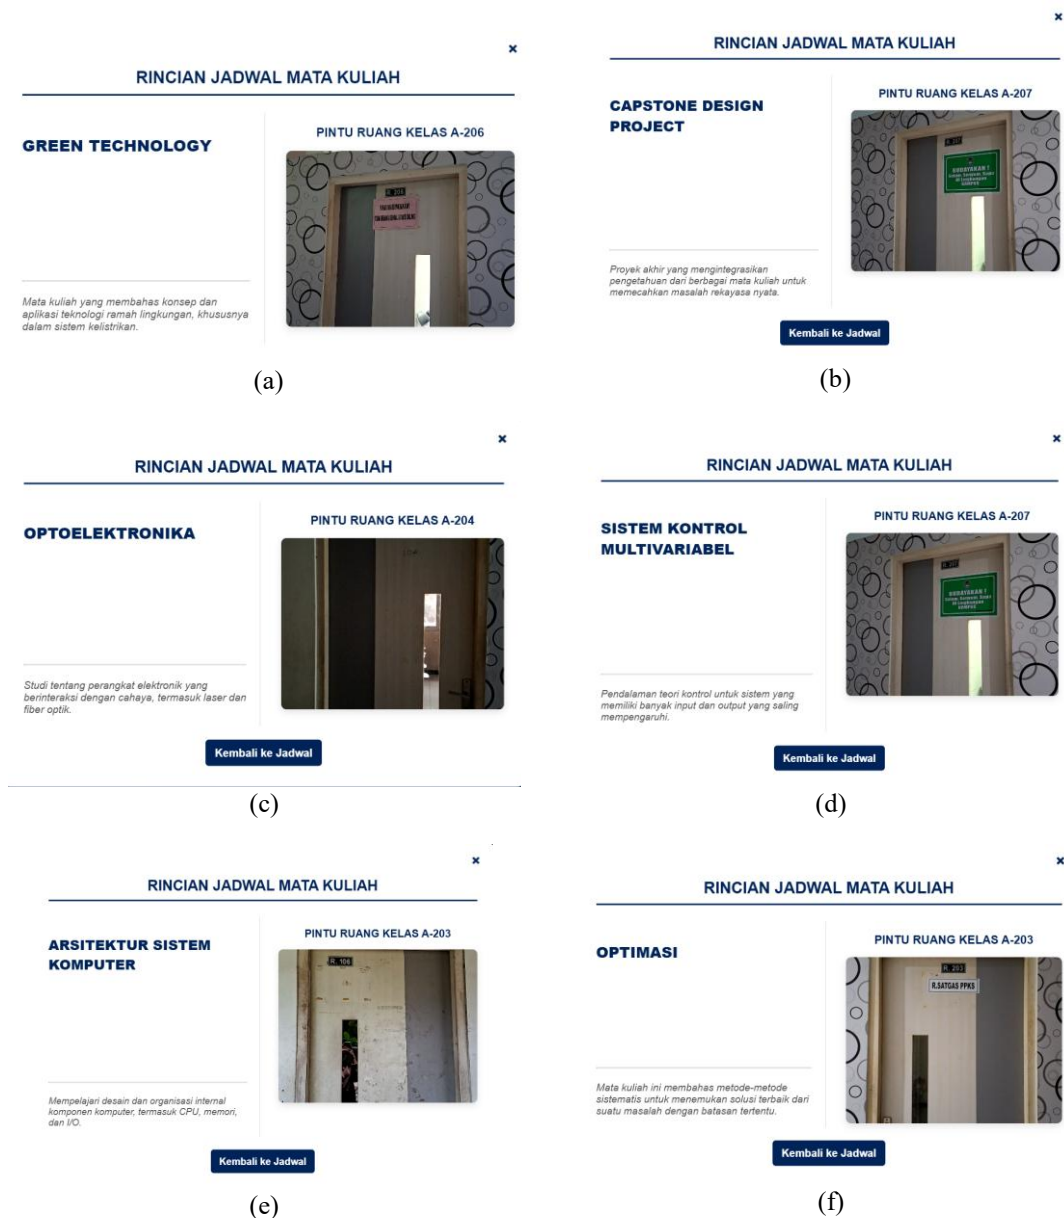 ×
RINCIAN JADWAL MATA KULIAH
GREEN TECHNOLOGY
PINTU RUANG KELAS A-206
R. 206
Mata kuliah yang membahas konsep dan
aplikasi teknologi ramah lingkungan, khususnya
dalam sistem kelistrikan.
(a)
×
RINCIAN JADWAL MATA KULIAH
CAPSTONE DESIGN
PROJECT
PINTU RUANG KELAS A-207
BUDAYAKAN !
KAMPUS
Proyek akhir yang mengintegrasikan
pengetahuan dari berbagai mata kuliah untuk
memecahkan masalah rekayasa nyata.
Kembali ke Jadwal
(b)
×
RINCIAN JADWAL MATA KULIAH
OPTOELEKTRONIKA
PINTU RUANG KELAS A-204
Studi tentang perangkat elektronik yang
berinteraksi dengan cahaya, termasuk laser dan
fiber optik.
Kembali ke Jadwal
(c)
×
RINCIAN JADWAL MATA KULIAH
SISTEM KONTROL
MULTIVARIABEL
PINTU RUANG KELAS A-207
BUDAYAKAN !
KAMPUS
Pendalaman teori kontrol untuk sistem yang
memiliki banyak input dan output yang saling
mempengaruhi.
Kembali ke Jadwal
(d)
×
RINCIAN JADWAL MATA KULIAH
ARSITEKTUR SISTEM
KOMPUTER
PINTU RUANG KELAS A-203
R. 106
Mempelajari desain dan organisasi internal
komponen komputer, termasuk CPU, memori,
dan I/O.
Kembali ke Jadwal
(e)
×
RINCIAN JADWAL MATA KULIAH
OPTIMASI
PINTU RUANG KELAS A-203
R. 203
R.SATGAS PPKS
Mata kuliah ini membahas metode-metode
sistematis untuk menemukan solusi terbaik dari
suatu masalah dengan batasan tertentu.
Kembali ke Jadwal
(f)